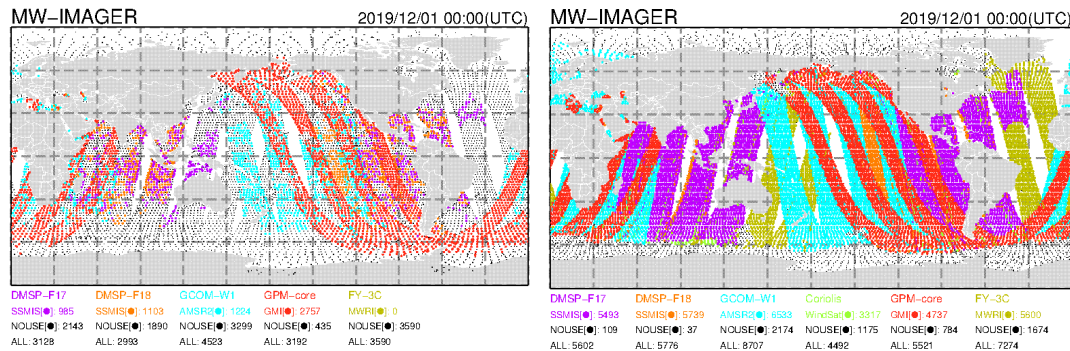 MW-IMAGER 2019/12/01 00:00(UTC)
DMSP-F17 DMSP-F18 GCOM-W1 GPM-core FY-3C
SSMIS[●]: 985 SSMIS[●]: 1103 AMSR2[●]: 1224 GMI[●]: 2757 MWRI[●]: 0
NOUSE[●]: 2143 NOUSE[●]: 1890 NOUSE[●]: 3299 NOUSE[●]: 435 NOUSE[●]: 3590
ALL: 3128 ALL: 2993 ALL: 4523 ALL: 3192 ALL: 3590
MW-IMAGER 2019/12/01 00:00(UTC)
DMSP-F17 DMSP-F18 GCOM-W1 Coriolis GPM-core FY-3C
SSMIS[●]: 5493 SSMIS[●]: 5739 AMSR2[●]: 6533 WindSat[●]: 3317 GMI[●]: 4737 MWRI[●]: 5600
NOUSE[●]: 109 NOUSE[●]: 37 NOUSE[●]: 2174 NOUSE[●]: 1175 NOUSE[●]: 784 NOUSE[●]: 1674
ALL: 5602 ALL: 5776 ALL: 8707 ALL: 4492 ALL: 5521 ALL: 7274